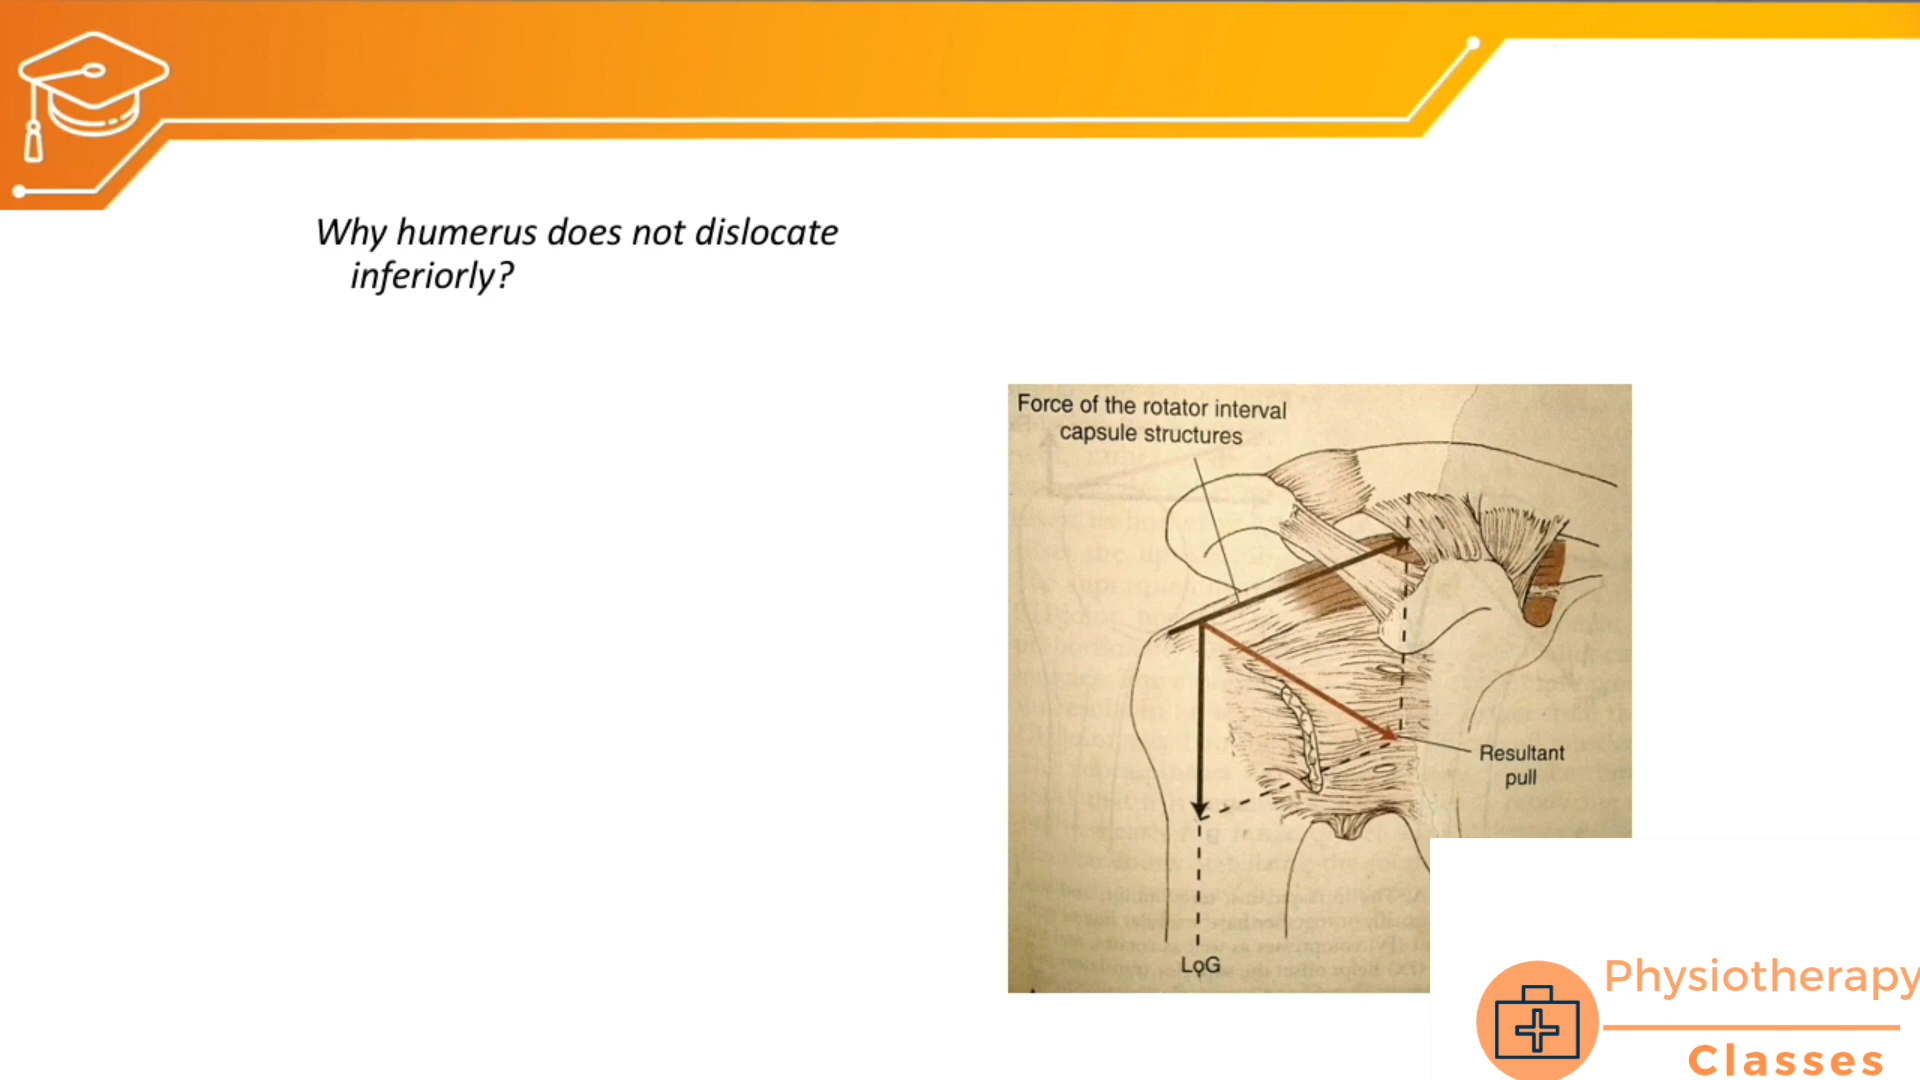 Why humerus does not dislocate
inferiorly?
Force of the rotator interval
capsule structures
Resultant
pull
LoG
Physiotherapy
Classes